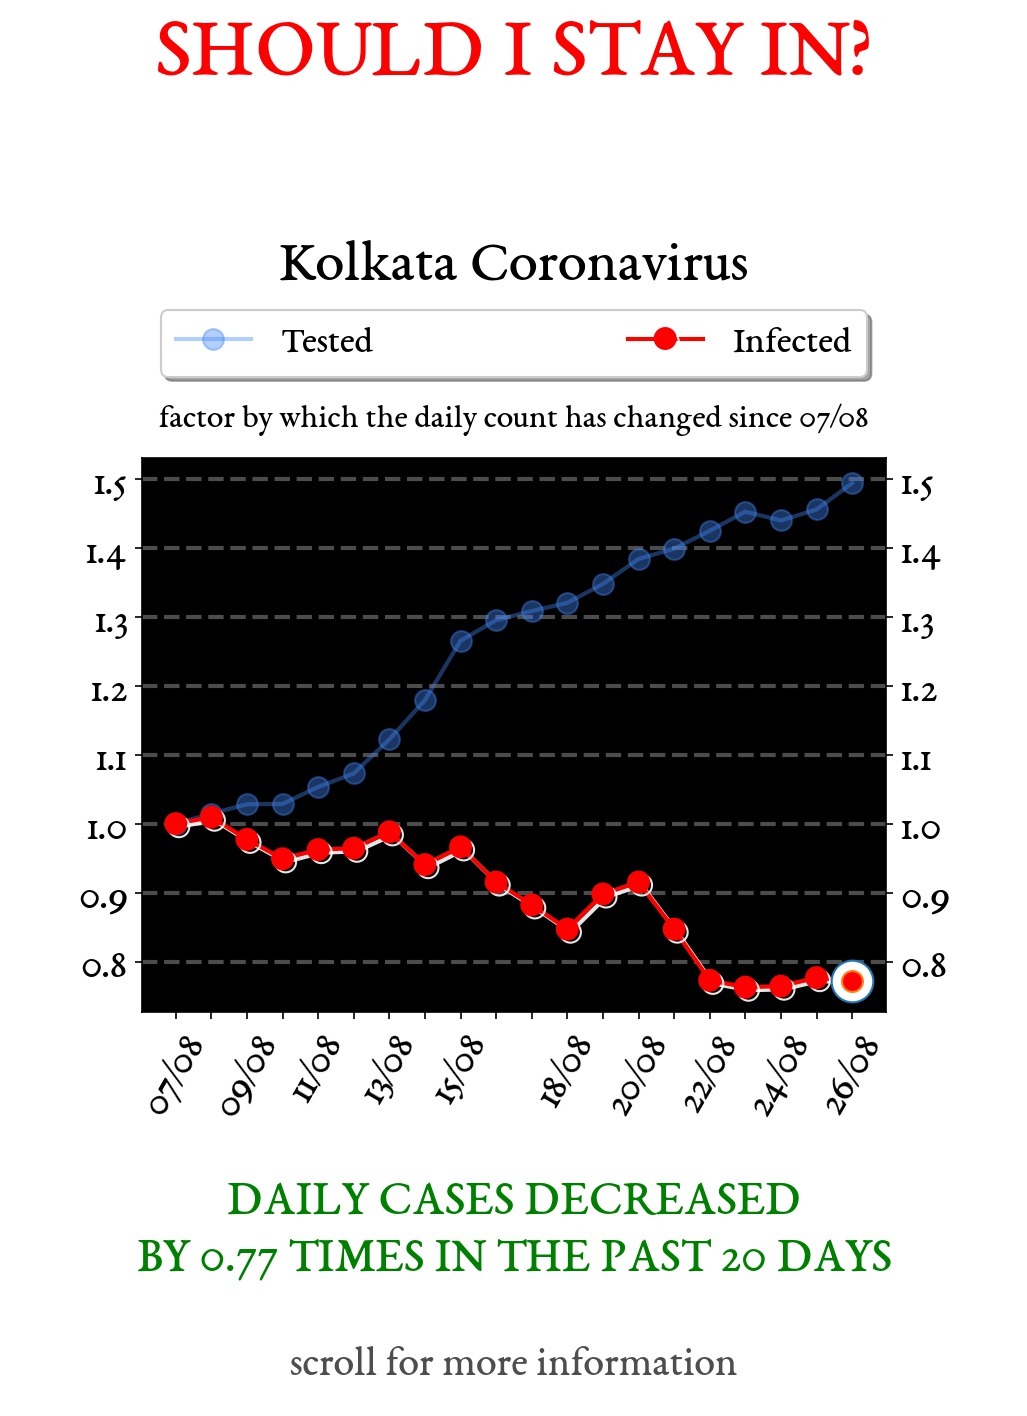 SHOULD I STAY IN?
Kolkata Coronavirus
Tested Infected
factor by which the daily count has changed since 07/08
1.5 1.5
1.4 1.4
1.3 1.3
1.2 1.2
1.1 1.1
1.0 1.0
0.9 0.9
0.8 0.8
07/08 09/08 11/08 13/08 15/08 18/08 20/08 22/08 24/08 26/08
DAILY CASES DECREASED
BY 0.77 TIMES IN THE PAST 20 DAYS
scroll for more information